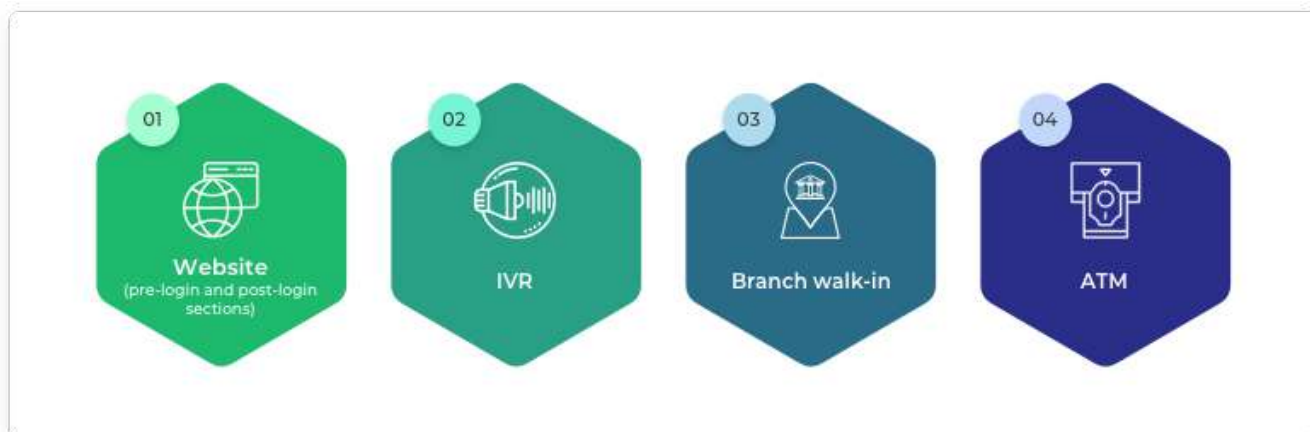 01
Website
(pre-login and post-login
sections)
02
IVR
03
Branch walk-in
04
ATM